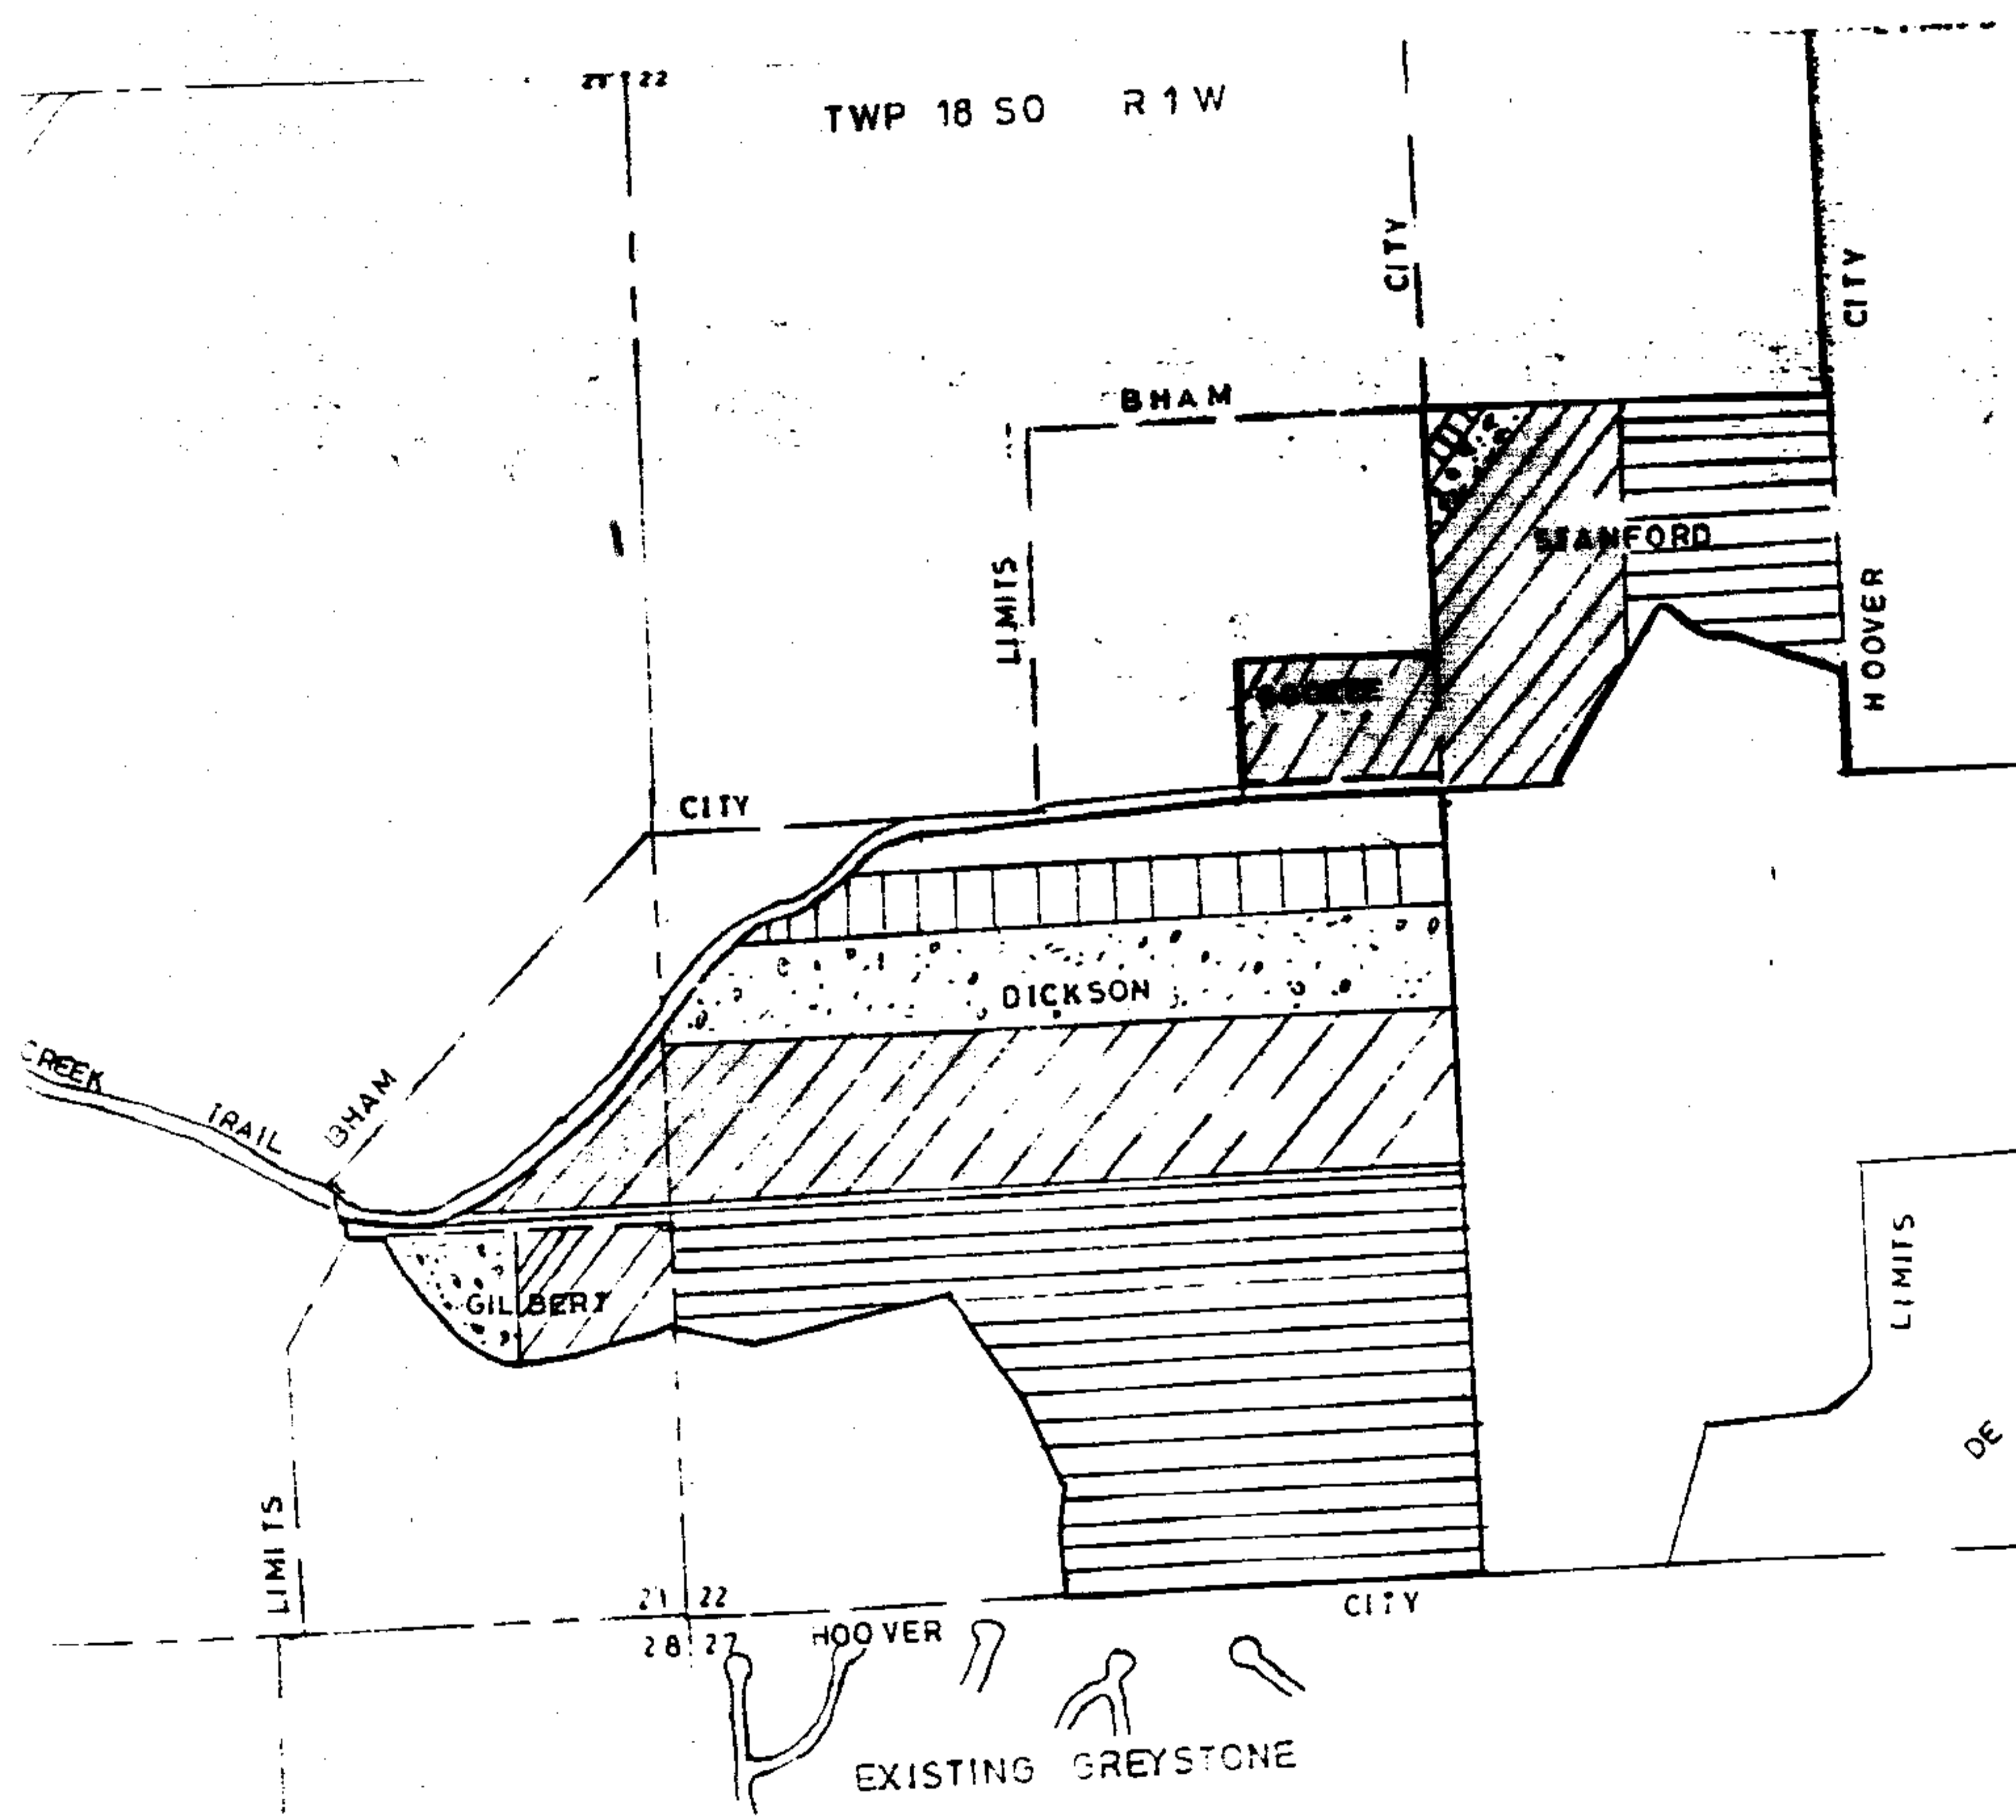 22
TWP 18 SO R 1 W
CITY
CITY
BHAM
STANFORD
LIMITS
HOOVER
CITY
DICKSON
CREEK
TRAIL
BHAM
GILBERT
LIMITS
LIMITS
DE
21 22
CITY
28 27
HOOVER
EXISTING GREYSTONE